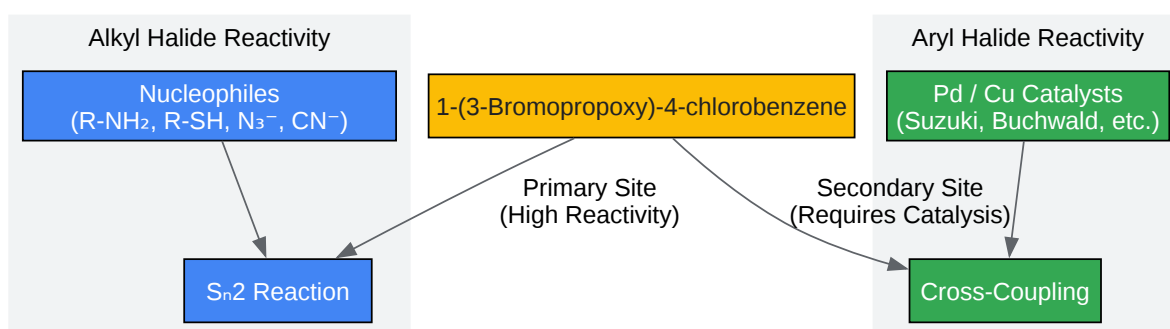 Alkyl Halide Reactivity
Aryl Halide Reactivity
Nucleophiles
(R-NH₂, R-SH, N₃⁻, CN⁻)
1-(3-Bromopropoxy)-4-chlorobenzene
Pd / Cu Catalysts
(Suzuki, Buchwald, etc.)
Primary Site
(High Reactivity)
Secondary Site
(Requires Catalysis)
Sₙ2 Reaction
Cross-Coupling